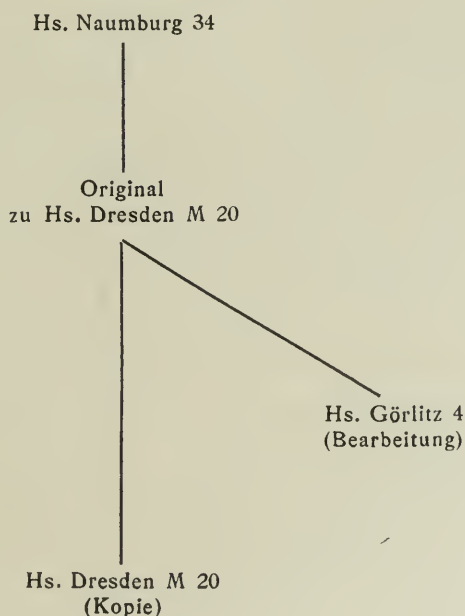 Hs. Naumburg 34
Original
zu Hs. Dresden M 20
Hs. Görlitz 4
(Bearbeitung)
Hs. Dresden M 20
(Kopie)